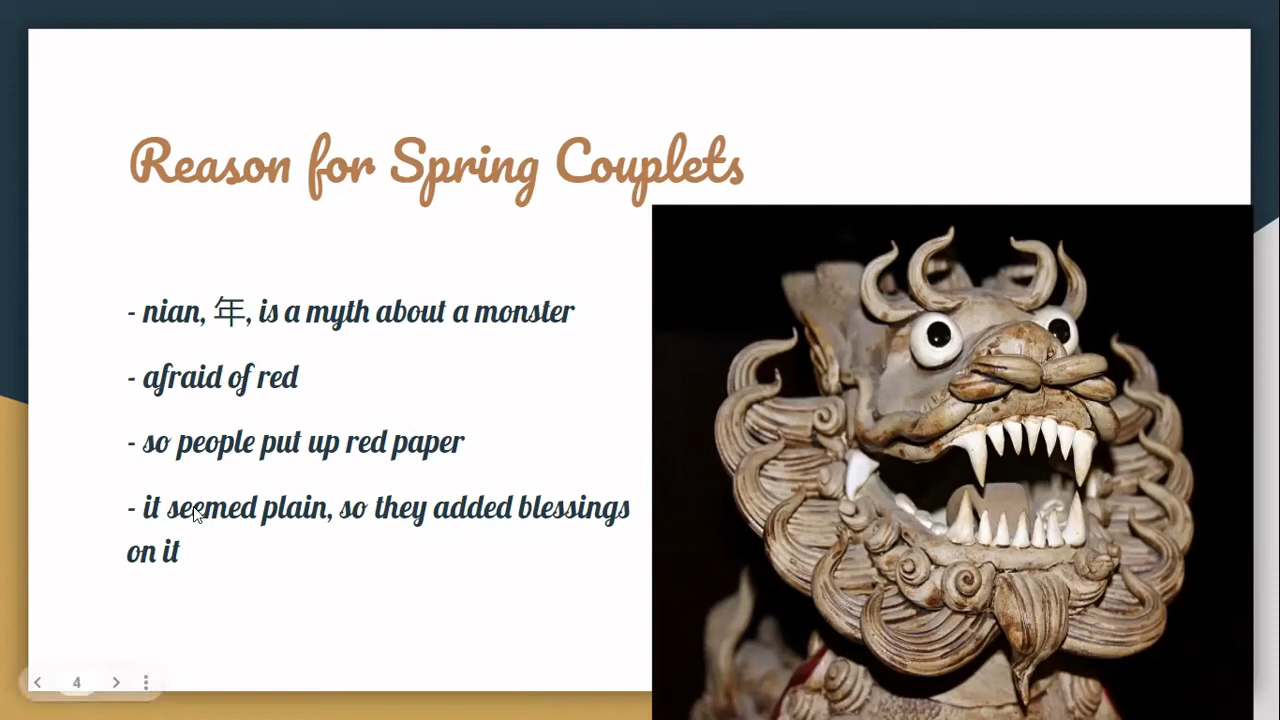 Reason for Spring Couplets
- nian, 年, is a myth about a monster
- afraid of red
- so people put up red paper
- it seemed plain, so they added blessings
on it
4